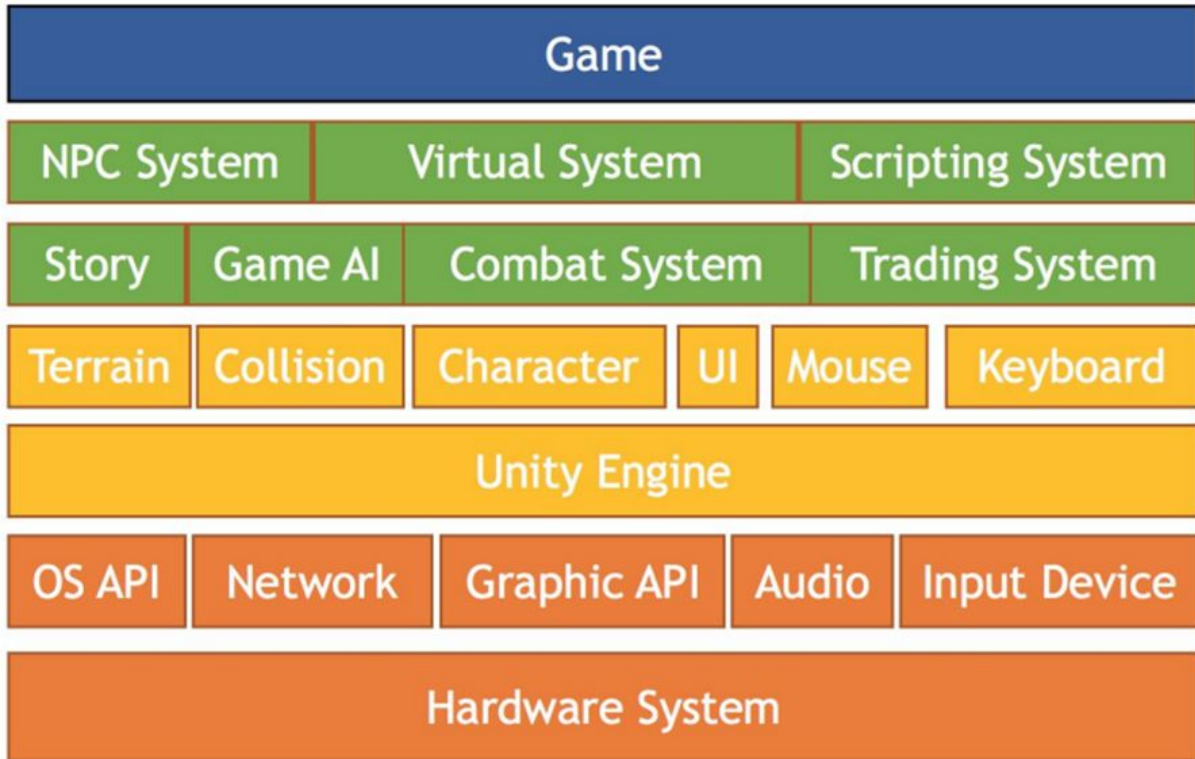 Game
NPC System Virtual System Scripting System
Story Game AI Combat System Trading System
Terrain Collision Character UI Mouse Keyboard
Unity Engine
OS API Network Graphic API Audio Input Device
Hardware System